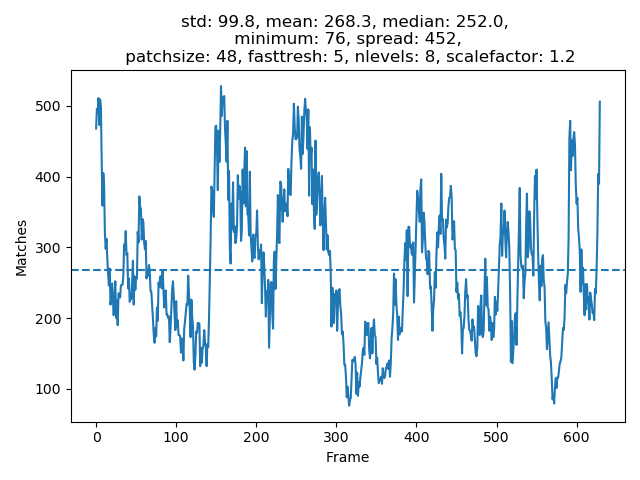 std: 99.8, mean: 268.3, median: 252.0,
minimum: 76, spread: 452,
patchsize: 48, fasttresh: 5, nlevels: 8, scalefactor: 1.2
500
400
300
200
100
Matches
0
100
200
300
400
500
600
Frame